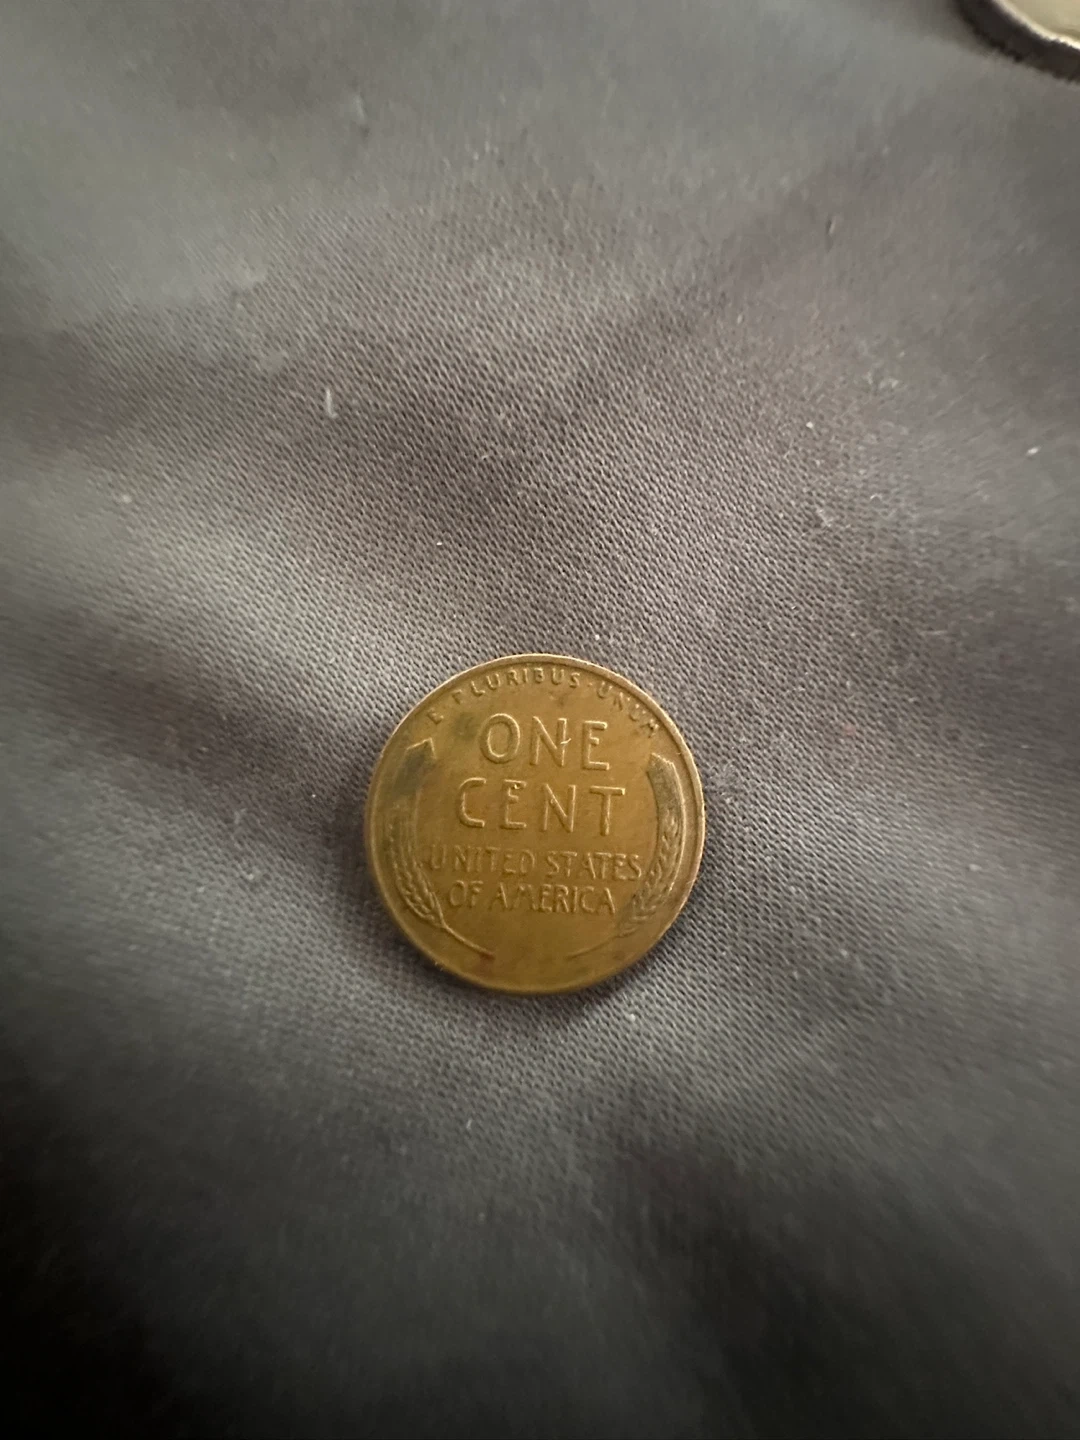 E·PLURIBUS·UNUM
ONE
CENT
UNITED STATES
OF AMERICA